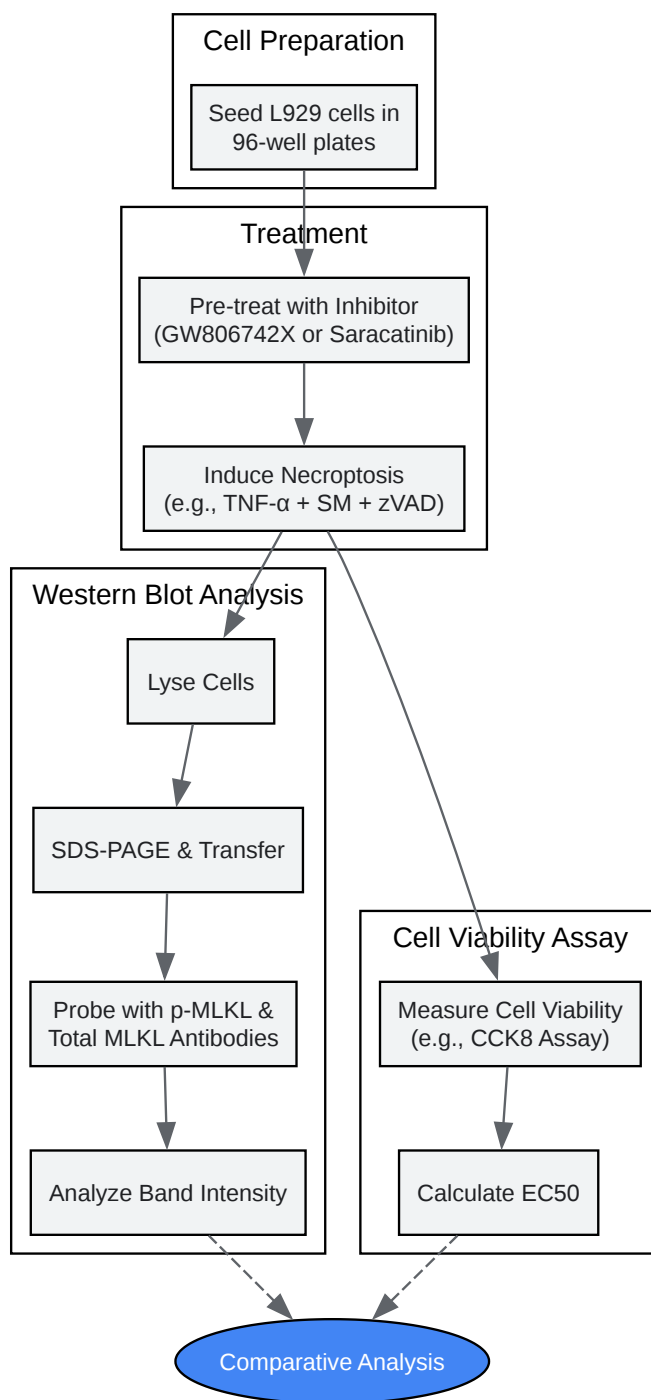 Cell Preparation
Seed L929 cells in
96-well plates
Treatment
Pre-treat with Inhibitor
(GW806742X or Saracatinib)
Induce Necroptosis
(e.g., TNF-α + SM + zVAD)
Western Blot Analysis
Lyse Cells
SDS-PAGE & Transfer
Probe with p-MLKL &
Total MLKL Antibodies
Analyze Band Intensity
Cell Viability Assay
Measure Cell Viability
(e.g., CCK8 Assay)
Calculate EC50
Comparative Analysis